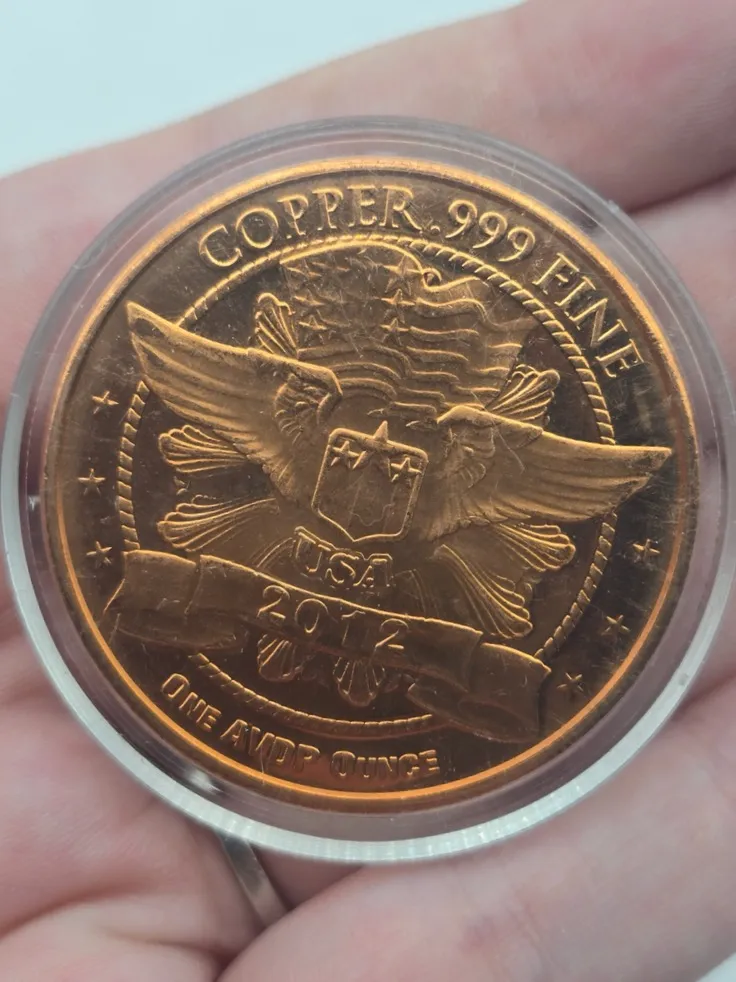 COPPER .999 FINE
USA
2012
ONE AVDP OUNCE